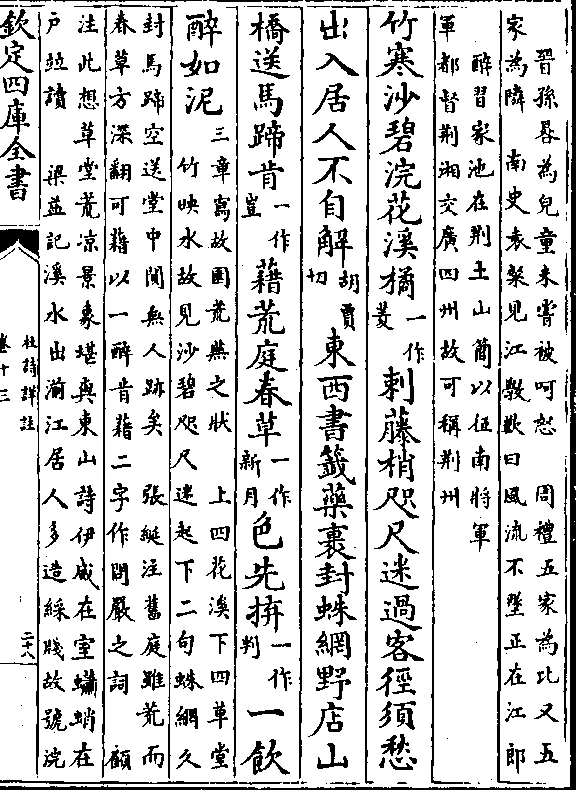 晉孫晷為兒童未嘗被呵怒　周禮五家為比又五
家為隣　南史袁粲見江斆歎曰風流不墜正在江郎
醉習家池在荆土山簡以征南將軍
軍都督荆湘交廣四州故可稱荆州
竹寒沙碧浣花溪橘一作菱刺藤梢咫尺迷過客徑須愁
出入居人不自解胡賈切東西書籤藥裹封蛛網野店山
橋送馬蹄肯一作豈藉荒庭春草一作新月色先拚一作判一飲
醉如泥三章寫故園荒蕪之狀　上四花溪下四草堂
竹映水故見沙碧咫尺迷起下二句蛛網久
封馬蹄空送堂中閴無人跡矣　張綖注舊庭雖荒而
春草方深翻可藉以一醉肯藉二字作問嚴之詞　顧
注此想草堂荒凉景象堪與東山詩伊威在室蠨蛸在
戶並讀　梁益記溪水出湔江居人多造綵牋故號浣
欽定四庫全書
杜詩詳註
卷十三
二十八